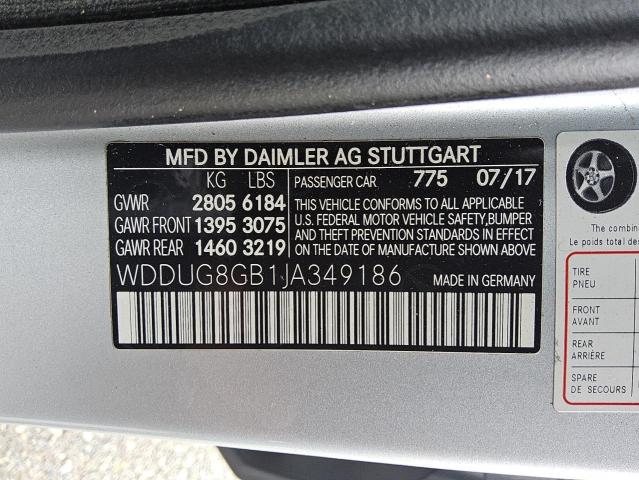 MFD BY DAIMLER AG STUTTGART
KG LBS
PASSENGER CAR 775 07/17
GVWR 2805 6184
GAWR FRONT 1395 3075
GAWR REAR 1460 3219
THIS VEHICLE CONFORMS TO ALL APPLICABLE
U.S. FEDERAL MOTOR VEHICLE SAFETY,BUMPER
AND THEFT PREVENTION STANDARDS IN EFFECT
ON THE DATE OF MANUFACTURE SHOWN ABOVE.
WDDUG8GB1JA349186
MADE IN GERMANY
The combine
Le poids total des
TIRE
PNEU
FRONT
AVANT
REAR
ARRIÈRE
SPARE
DE SECOURS